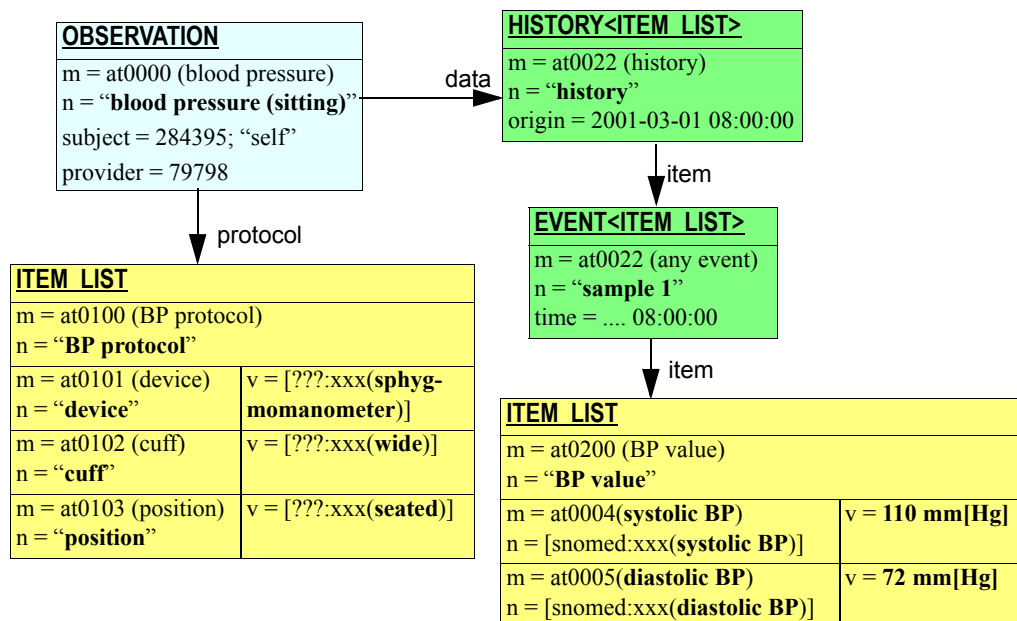 OBSERVATION
m = at0000 (blood pressure)
n = “blood pressure (sitting)”
subject = 284395; “self”
provider = 79798
data
HISTORY<ITEM_LIST>
m = at0022 (history)
n = “history”
origin = 2001-03-01 08:00:00
item
EVENT<ITEM_LIST>
m = at0022 (any event)
n = “sample 1”
time = .... 08:00:00
protocol
ITEM_LIST
m = at0100 (BP protocol)
n = “BP protocol”
m = at0101 (device)
n = “device”
v = [???:xxx(sphyg-
momanometer)]
m = at0102 (cuff)
n = “cuff”
v = [???:xxx(wide)]
m = at0103 (position)
n = “position”
v = [???:xxx(seated)]
item
ITEM_LIST
m = at0200 (BP value)
n = “BP value”
m = at0004(systolic BP)
n = [snomed:xxx(systolic BP)]
v = 110 mm[Hg]
m = at0005(diastolic BP)
n = [snomed:xxx(diastolic BP)]
v = 72 mm[Hg]